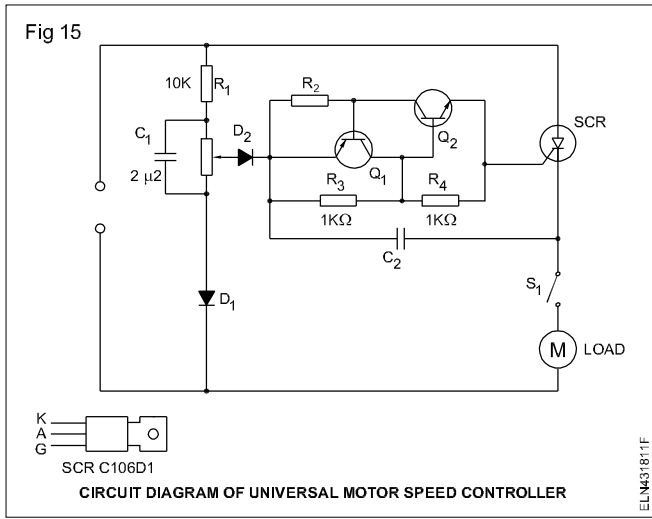 Fig 15
10K
R1
R2
C1
D2
Q2
SCR
2 µ2
Q1
R3
R4
1KΩ
1KΩ
C2
S1
D1
M
LOAD
K
A
G
SCR C106D1
CIRCUIT DIAGRAM OF UNIVERSAL MOTOR SPEED CONTROLLER
ELN431811F